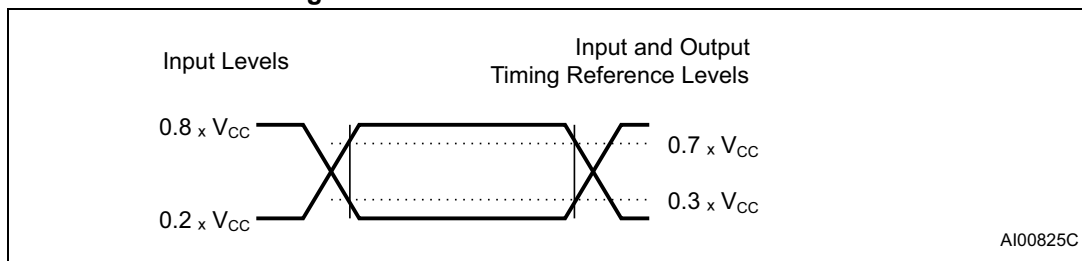 Input Levels
Input and Output
Timing Reference Levels
0.8 x VCC
0.7 x VCC
0.3 x VCC
0.2 x VCC
AI00825C